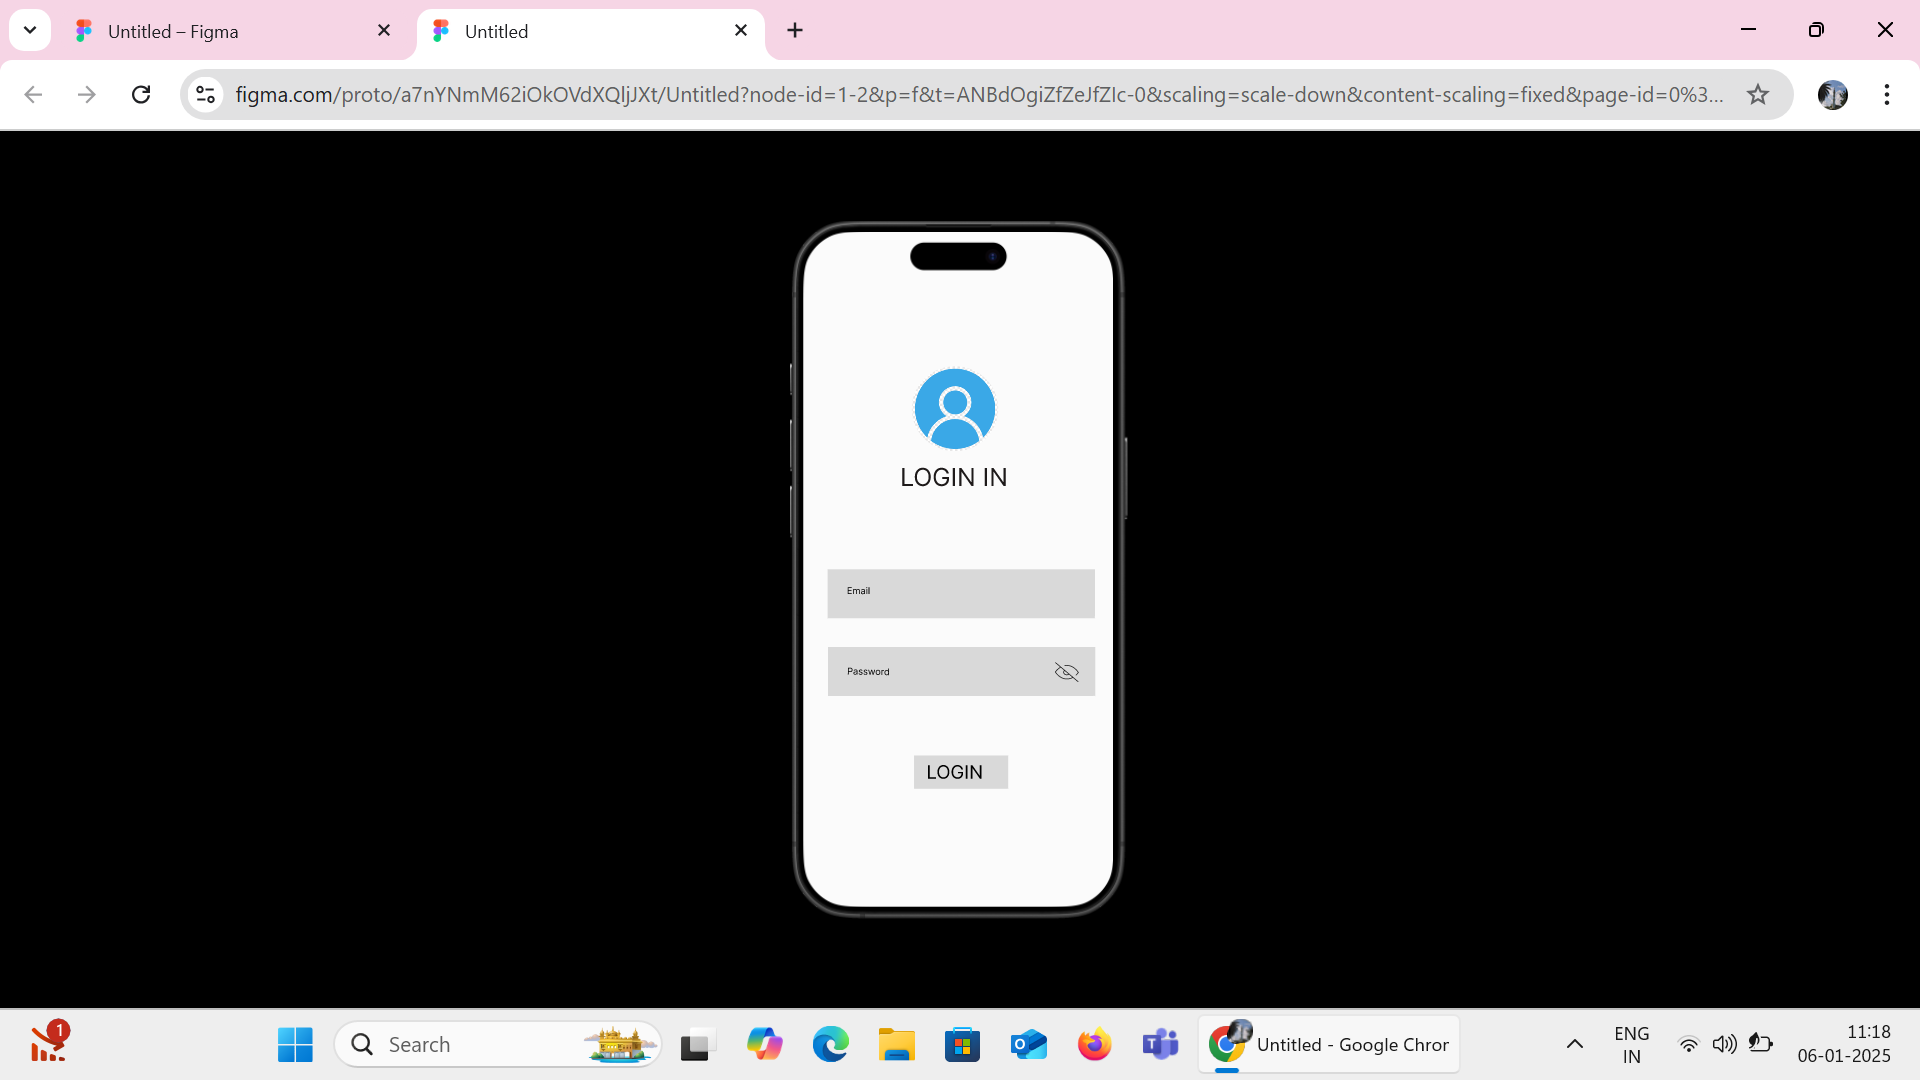 Untitled – Figma
Untitled
figma.com/proto/a7nYNmM62iOkOVdXQljJXt/Untitled?node-id=1-2&p=f&t=ANBdOgiZfZeJfZIc-0&scaling=scale-down&content-scaling=fixed&page-id=0%3...
LOGIN IN
Email
Password
LOGIN
1
Search
Untitled - Google Chror
ENG
IN
11:18
06-01-2025